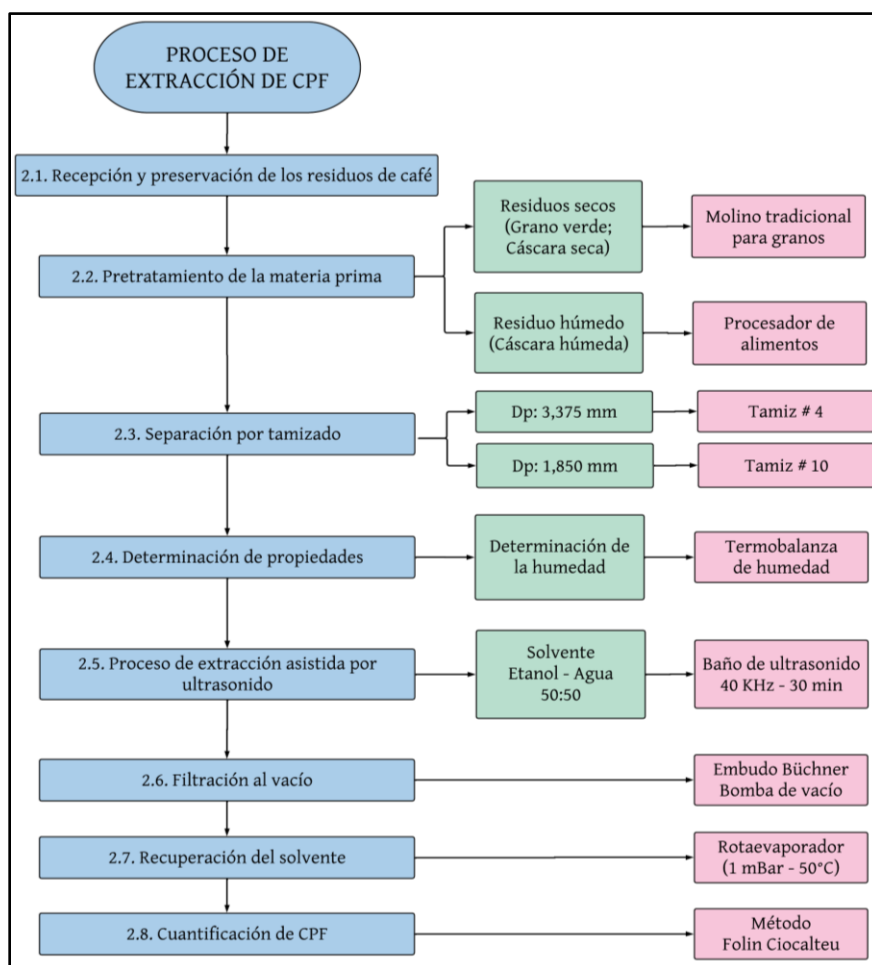 PROCESO DE
EXTRACCIÓN DE CPF
2.1. Recepción y preservación de los residuos de café
2.2. Pretratamiento de la materia prima
Residuos secos
(Grano verde;
Cáscara seca)
Molino tradicional
para granos
Residuo húmedo
(Cáscara húmeda)
Procesador de
alimentos
2.3. Separación por tamizado
Dp: 3,375 mm
Tamiz # 4
Dp: 1,850 mm
Tamiz # 10
2.4. Determinación de propiedades
Determinación de
la humedad
Termobalanza
de humedad
2.5. Proceso de extracción asistida por
ultrasonido
Solvente
Etanol - Agua
50:50
Baño de ultrasonido
40 KHz - 30 min
2.6. Filtración al vacío
Embudo Büchner
Bomba de vacío
2.7. Recuperación del solvente
Rotaevaporador
(1 mBar - 50°C)
2.8. Cuantificación de CPF
Método
Folin Ciocalteu